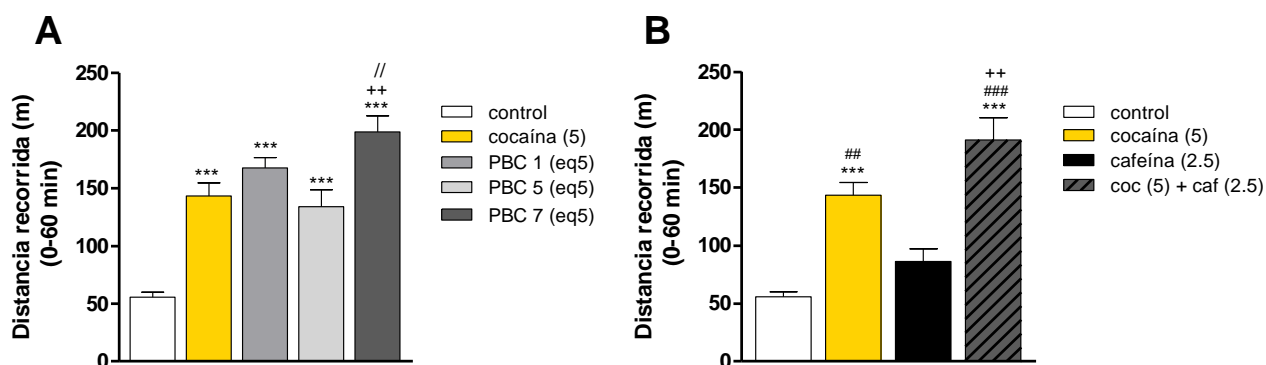 A
Distancia recorrida (m)
(0-60 min)
250
200
150
100
50
0
***
***
***
//
++
***
control
cocaína (5)
PBC 1 (eq5)
PBC 5 (eq5)
PBC 7 (eq5)
B
Distancia recorrida (m)
(0-60 min)
250
200
150
100
50
0
##
***
++
###
***
control
cocaína (5)
cafeína (2.5)
coc (5) + caf (2.5)